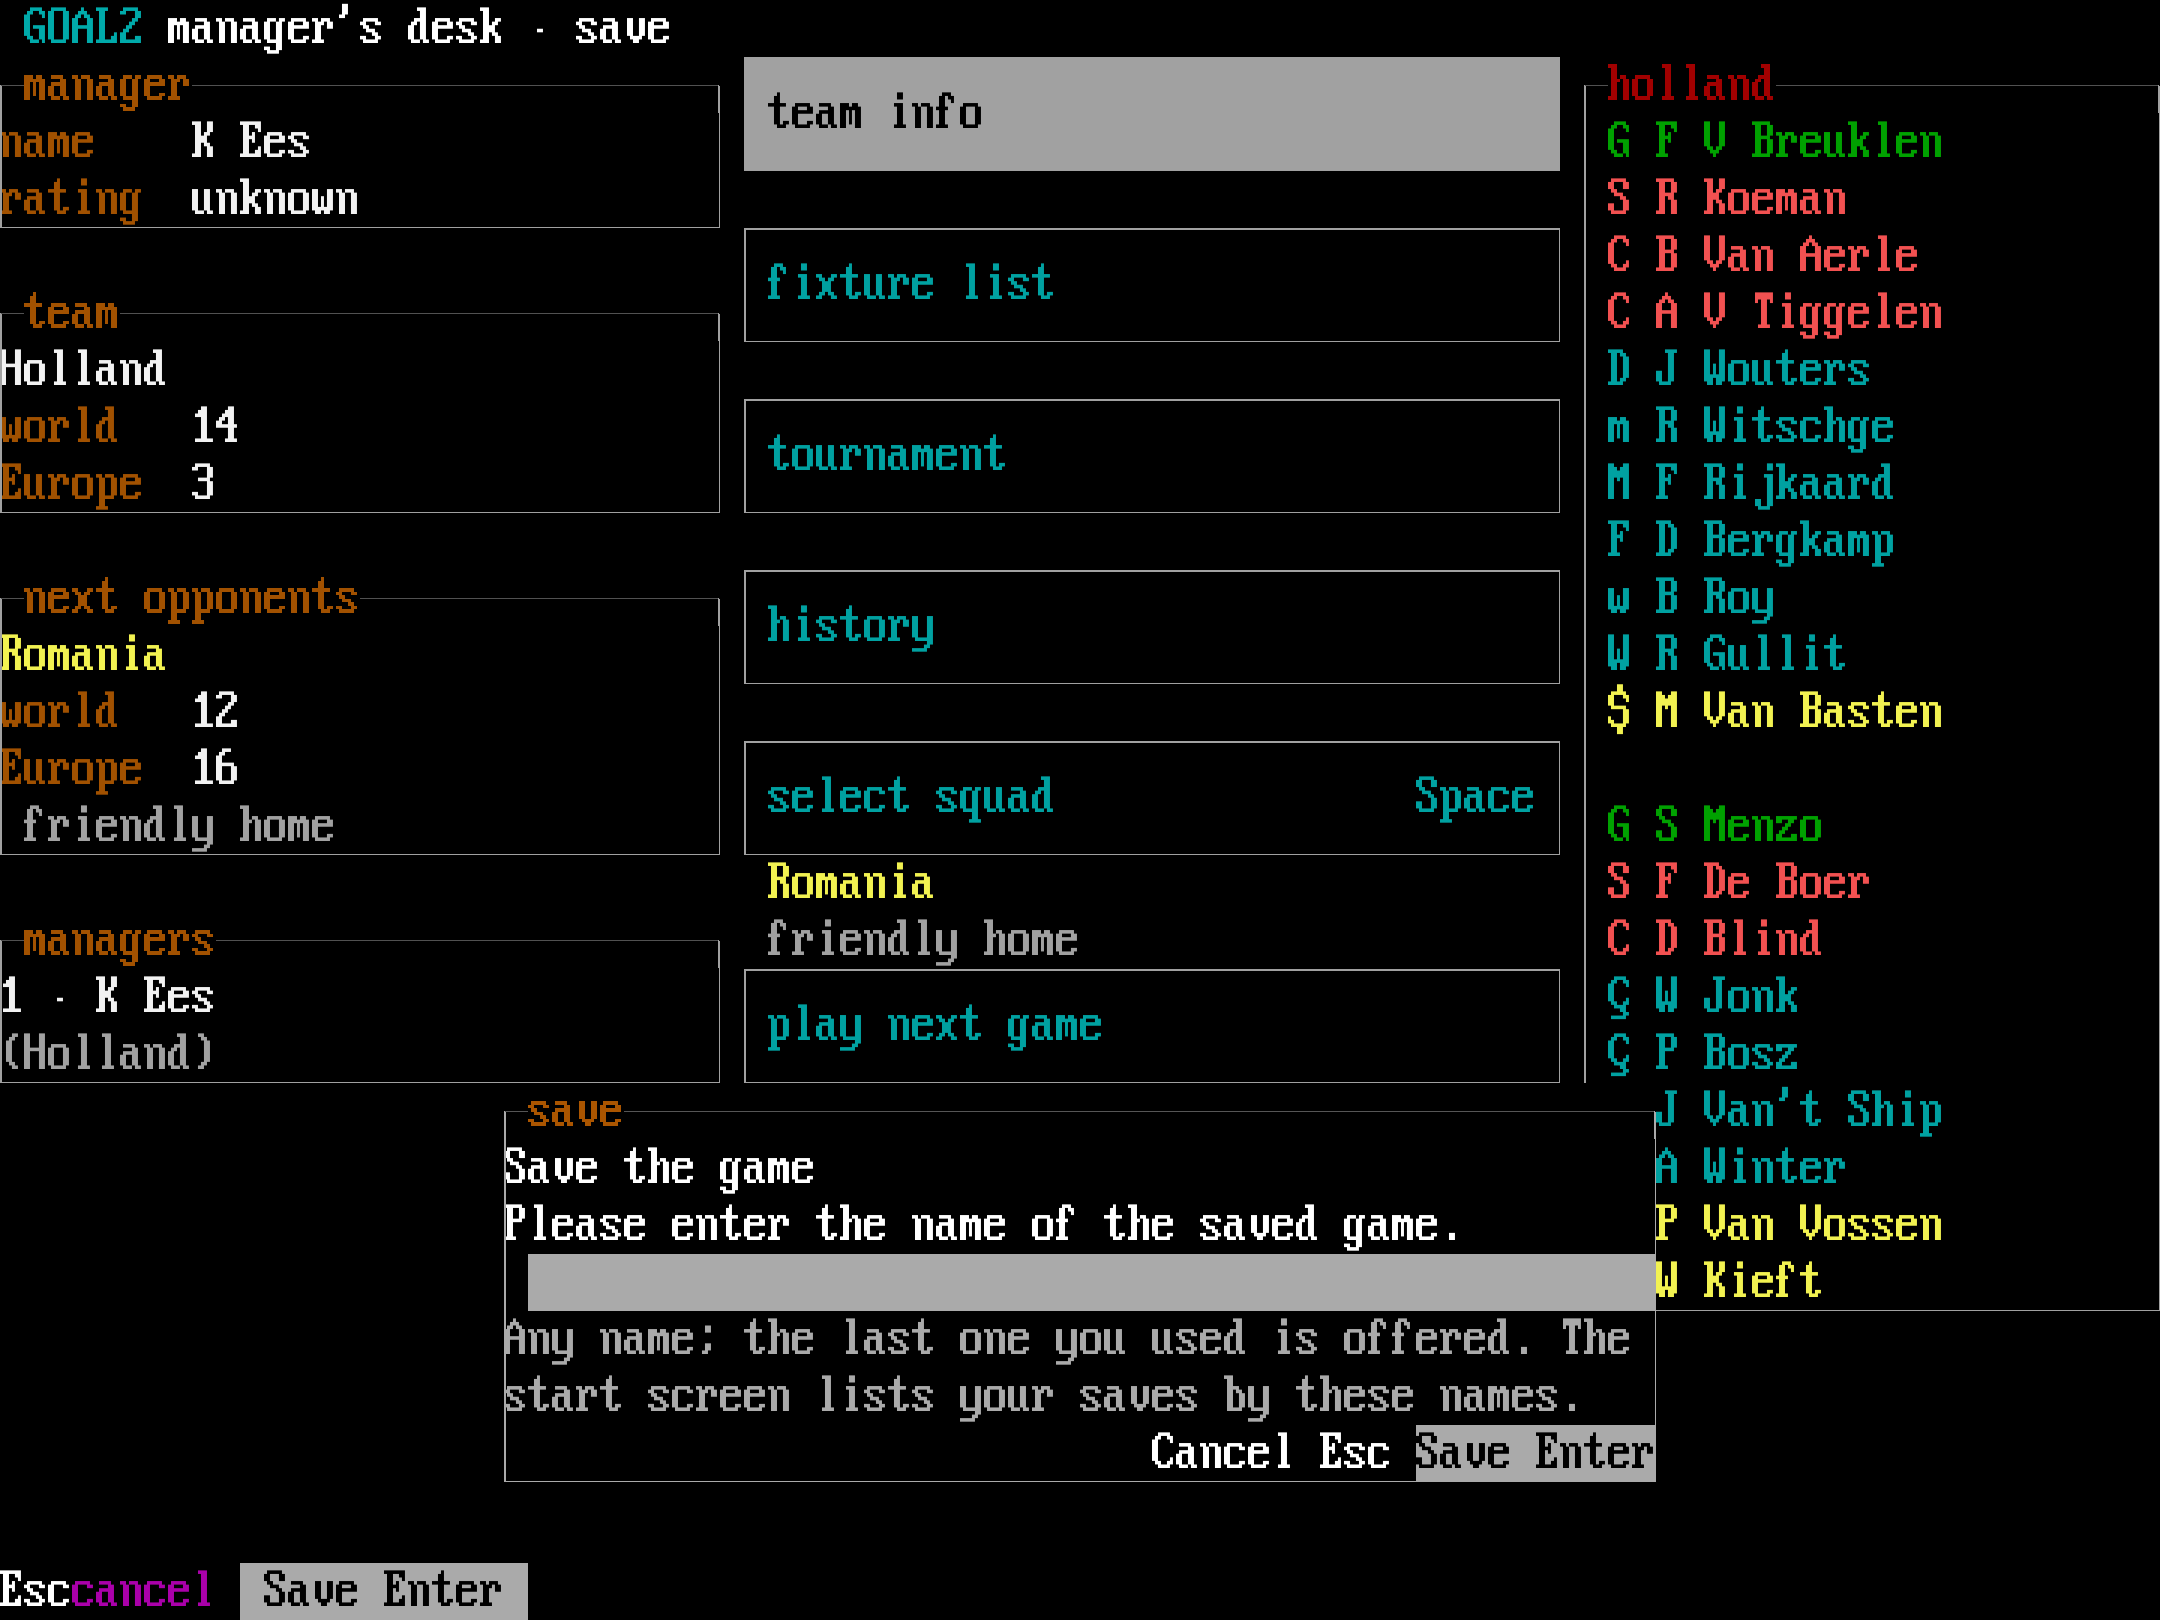 GOAL2 manager's desk · save
manager
name K Ees
rating unknown
team
Holland
world 14
Europe 3
next opponents
Romania
world 12
Europe 16
friendly home
managers
1 · K Ees
(Holland)
team info
fixture list
tournament
history
select squad Space
Romania
friendly home
play next game
holland
G F V Breuklen
S R Koeman
C B Van Aerle
C A V Tiggelen
D J Wouters
m R Witschge
M F Rijkaard
F D Bergkamp
w B Roy
W R Gullit
$ M Van Basten
G S Menzo
S F De Boer
C D Blind
Ç W Jonk
Ç P Bosz
J Van't Ship
A Winter
P Van Vossen
W Kieft
save
Save the game
Please enter the name of the saved game.
Any name; the last one you used is offered. The
start screen lists your saves by these names.
Cancel Esc Save Enter
Esccancel Save Enter